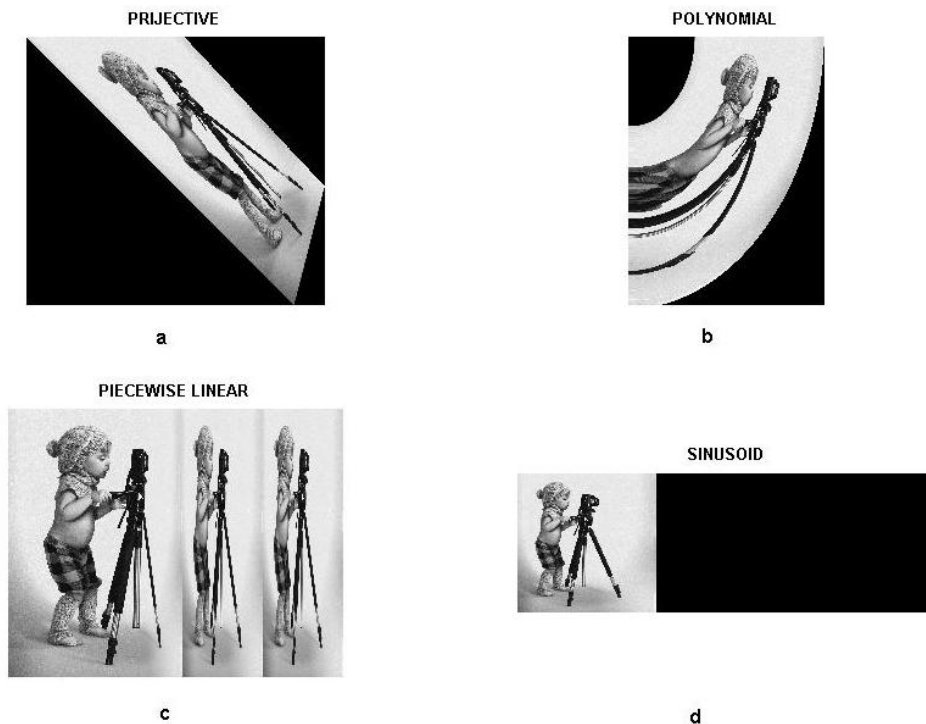 PRIJECTIVE
POLYNOMIAL
a
b
PIECEWISE LINEAR
SINUSOID
c
d